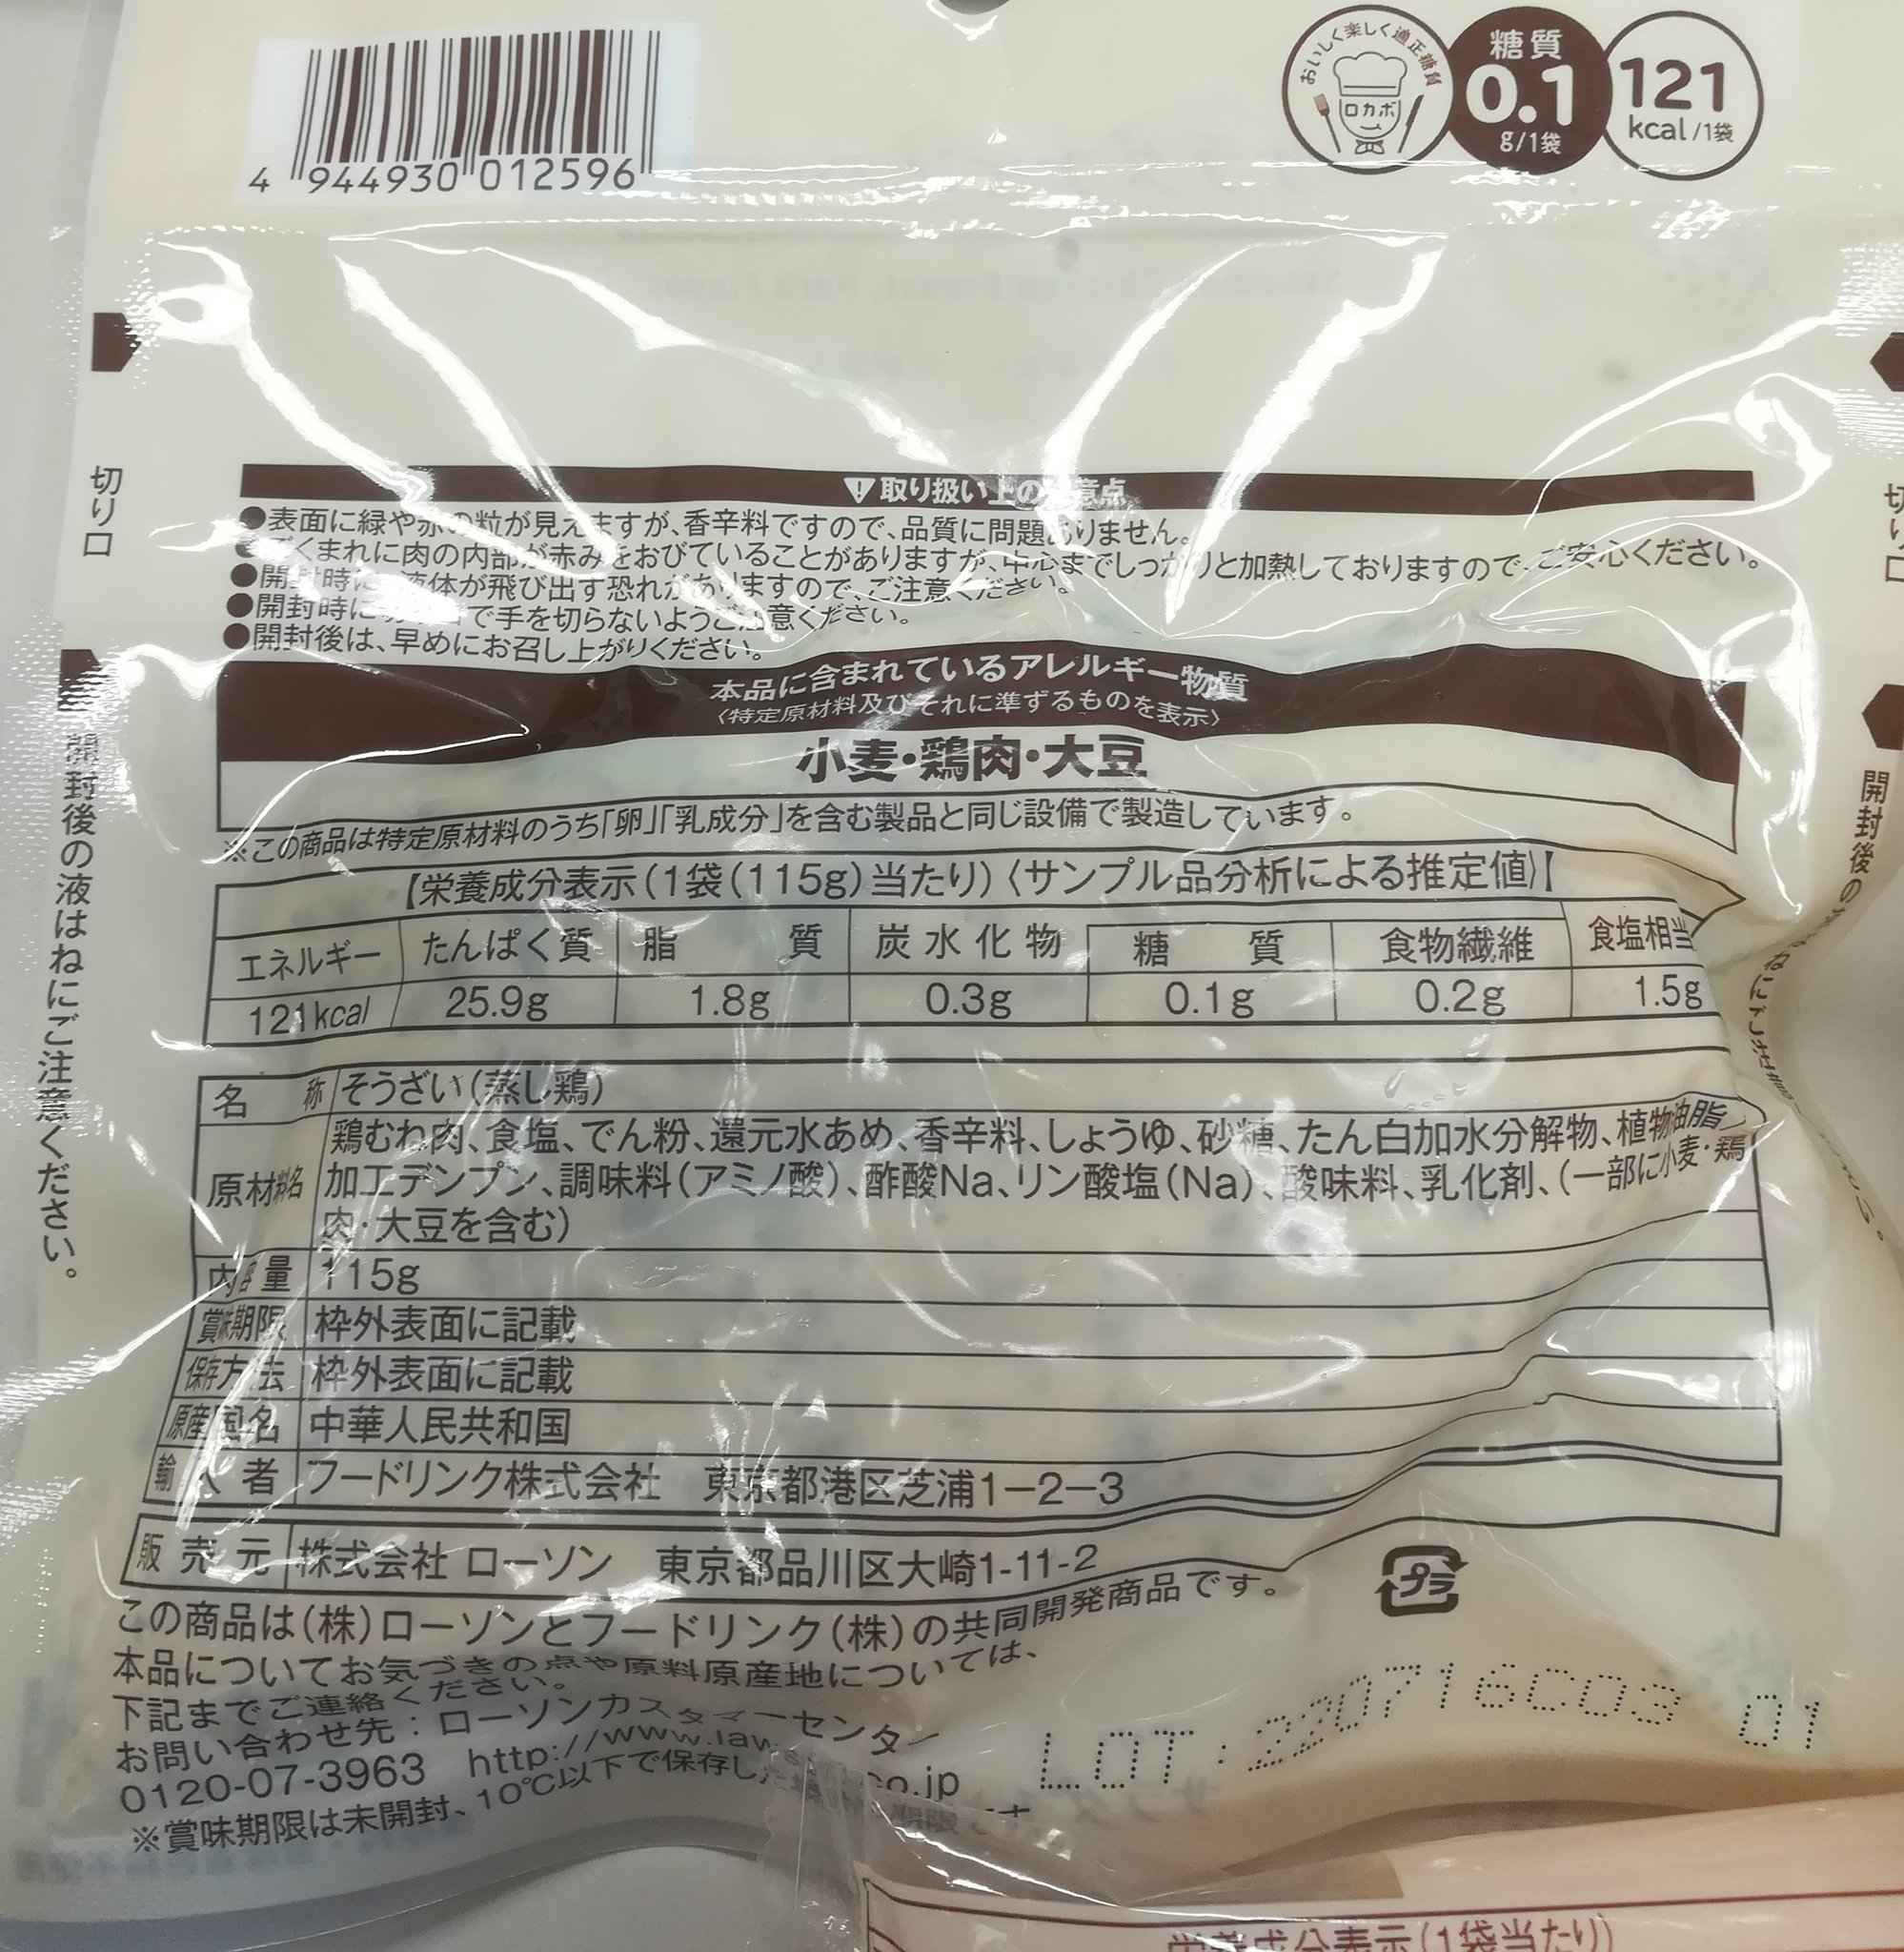 4 944930 012596
おいしく楽しく適正糖質
ロカボ
糖質
0.1
g/1袋
121
kcal/1袋
切り口
開封後の液はねにご注意ください。
取り扱い上の 意点
●表面に緑や赤の粒が見えますが、香辛料ですので、品質に問題ありません。
●ごくまれに肉の内部が赤みをおびていることがありますが、中心までしっかりと加熱しておりますので、ご安心ください。
●開封時に 液体が飛び出す恐れがありますので、ご注意ください。
●開封時に で手を切らないようご注意ください。
●開封後は、早めにお召し上がりください。
本品に含まれているアレルギー物質
〈特定原材料及びそれに準ずるものを表示〉
小麦・鶏肉・大豆
※この商品は特定原材料のうち「卵」「乳成分」を含む製品と同じ設備で製造しています。
【栄養成分表示(1袋(115g)当たり)〈サンプル品分析による推定値〉】
エネルギー たんぱく質 脂質 炭水化物 糖質 食物繊維 食塩相当
121kcal 25.9g 1.8g 0.3g 0.1g 0.2g 1.5g
名称 そうざい(蒸し鶏)
原材料名 鶏むね肉、食塩、でん粉、還元水あめ、香辛料、しょうゆ、砂糖、たん白加水分解物、植物油脂
加工デンプン、調味料(アミノ酸)、酢酸Na、リン酸塩(Na)、酸味料、乳化剤、(一部に小麦・鶏
肉・大豆を含む)
内容量 115g
賞味期限 枠外表面に記載
保存方法 枠外表面に記載
原産国名 中華人民共和国
輸入者 フードリンク株式会社 東京都港区芝浦1-2-3
販売元 株式会社 ローソン 東京都品川区大崎1-11-2
この商品は(株)ローソンとフードリンク(株)の共同開発商品です。
本品についてお気づきの点や原料原産地については、
下記までご連絡ください。
お問い合わせ先:ローソンカスタマーセンター
0120-07-3963 http://www.law co.jp
※賞味期限は未開封、10℃以下で保存した 期限です
プラ
LOT:220716C03 01
切り口
開封後の
栄養成分表示(1袋当たり)